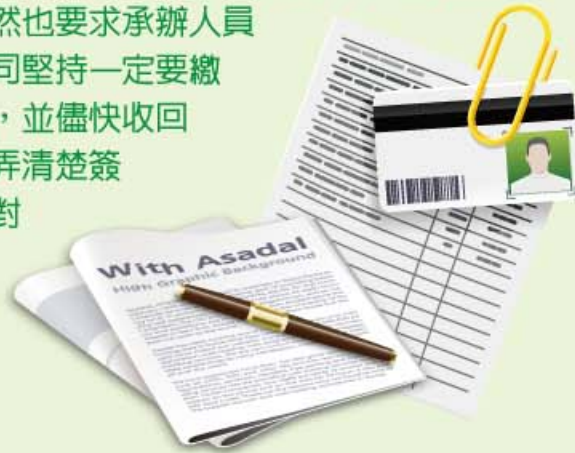 然也要求承辦人員
司堅持一定要繳
，並儘快收回
弄清楚簽
對
With Asadal
High Graphic Background